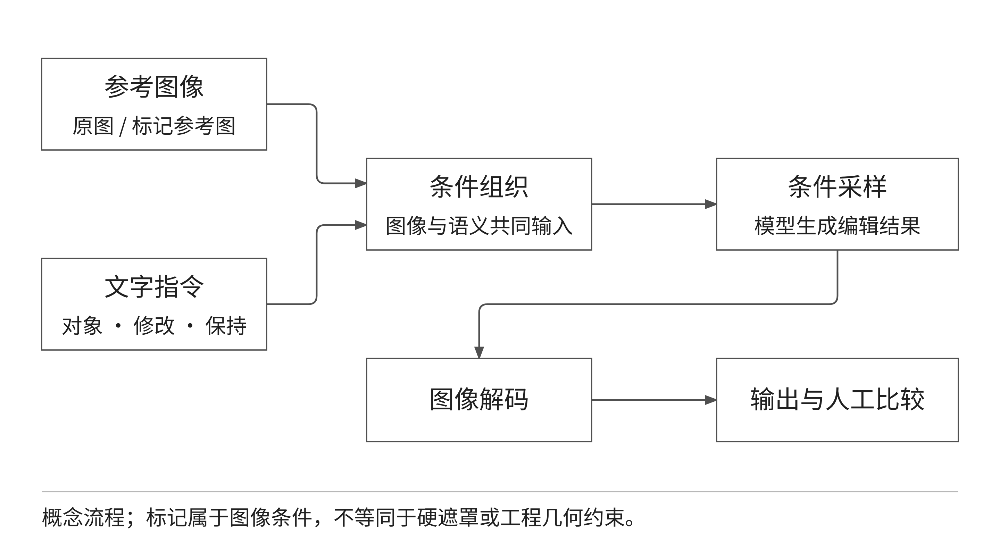 参考图像
原图 / 标记参考图
文字指令
对象 · 修改 · 保持
条件组织
图像与语义共同输入
条件采样
模型生成编辑结果
图像解码
输出与人工比较
概念流程；标记属于图像条件，不等同于硬遮罩或工程几何约束。